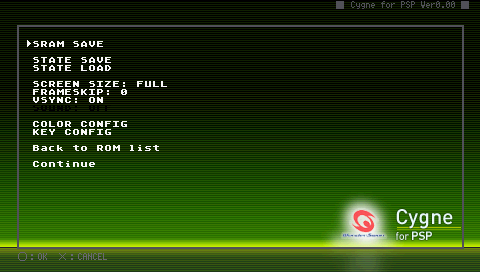 Cygne for PSP Ver0.00
SRAM SAVE
STATE SAVE
STATE LOAD
SCREEN SIZE: FULL
FRAMESKIP: 0
VSYNC: ON
COLOR CONFIG
KEY CONFIG
Back to ROM list
Continue
WonderSwan
Cygne
for PSP
○:OK ×:CANCEL